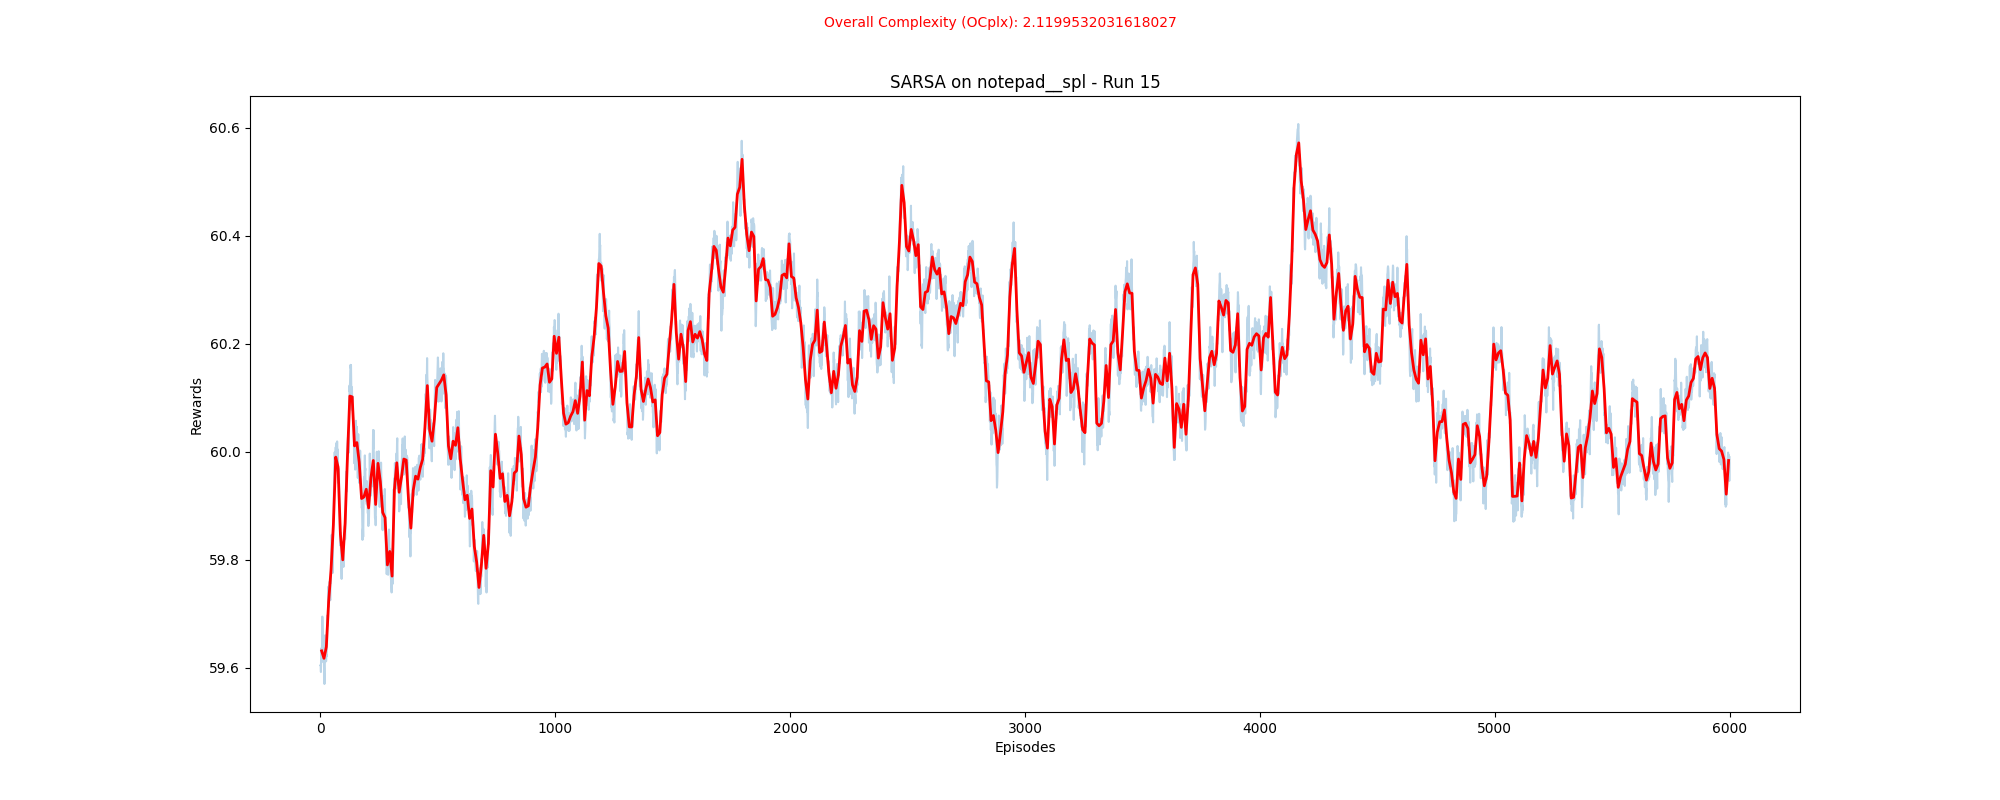 Overall Complexity (OCplx): 2.1199532031618027
SARSA on notepad__spl - Run 15
60.6
60.4
60.2
60.0
59.8
59.6
Rewards
0 1000 2000 3000 4000 5000 6000
Episodes